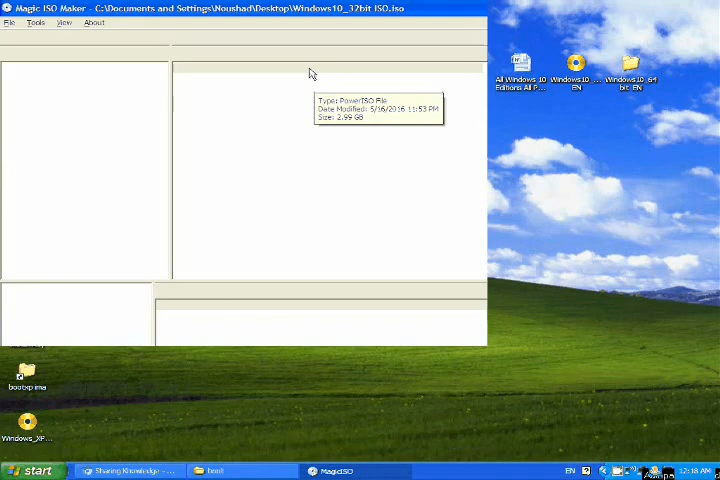 Magic ISO Maker - C:\Documents and Settings\Noushad\Desktop\Windows10_32bit ISO.iso
File Tools View About
Type: PowerISO File
Date Modified: 5/16/2016 11:53 PM
Size: 2.99 GB
All Windows 10 Editions All P...
Windows10_... EN
Windows10_64 bit_EN
bootxp ima
Windows_XP...
start
Sharing Knowledge - ...
boot
MagicISO
EN
12:18 AM